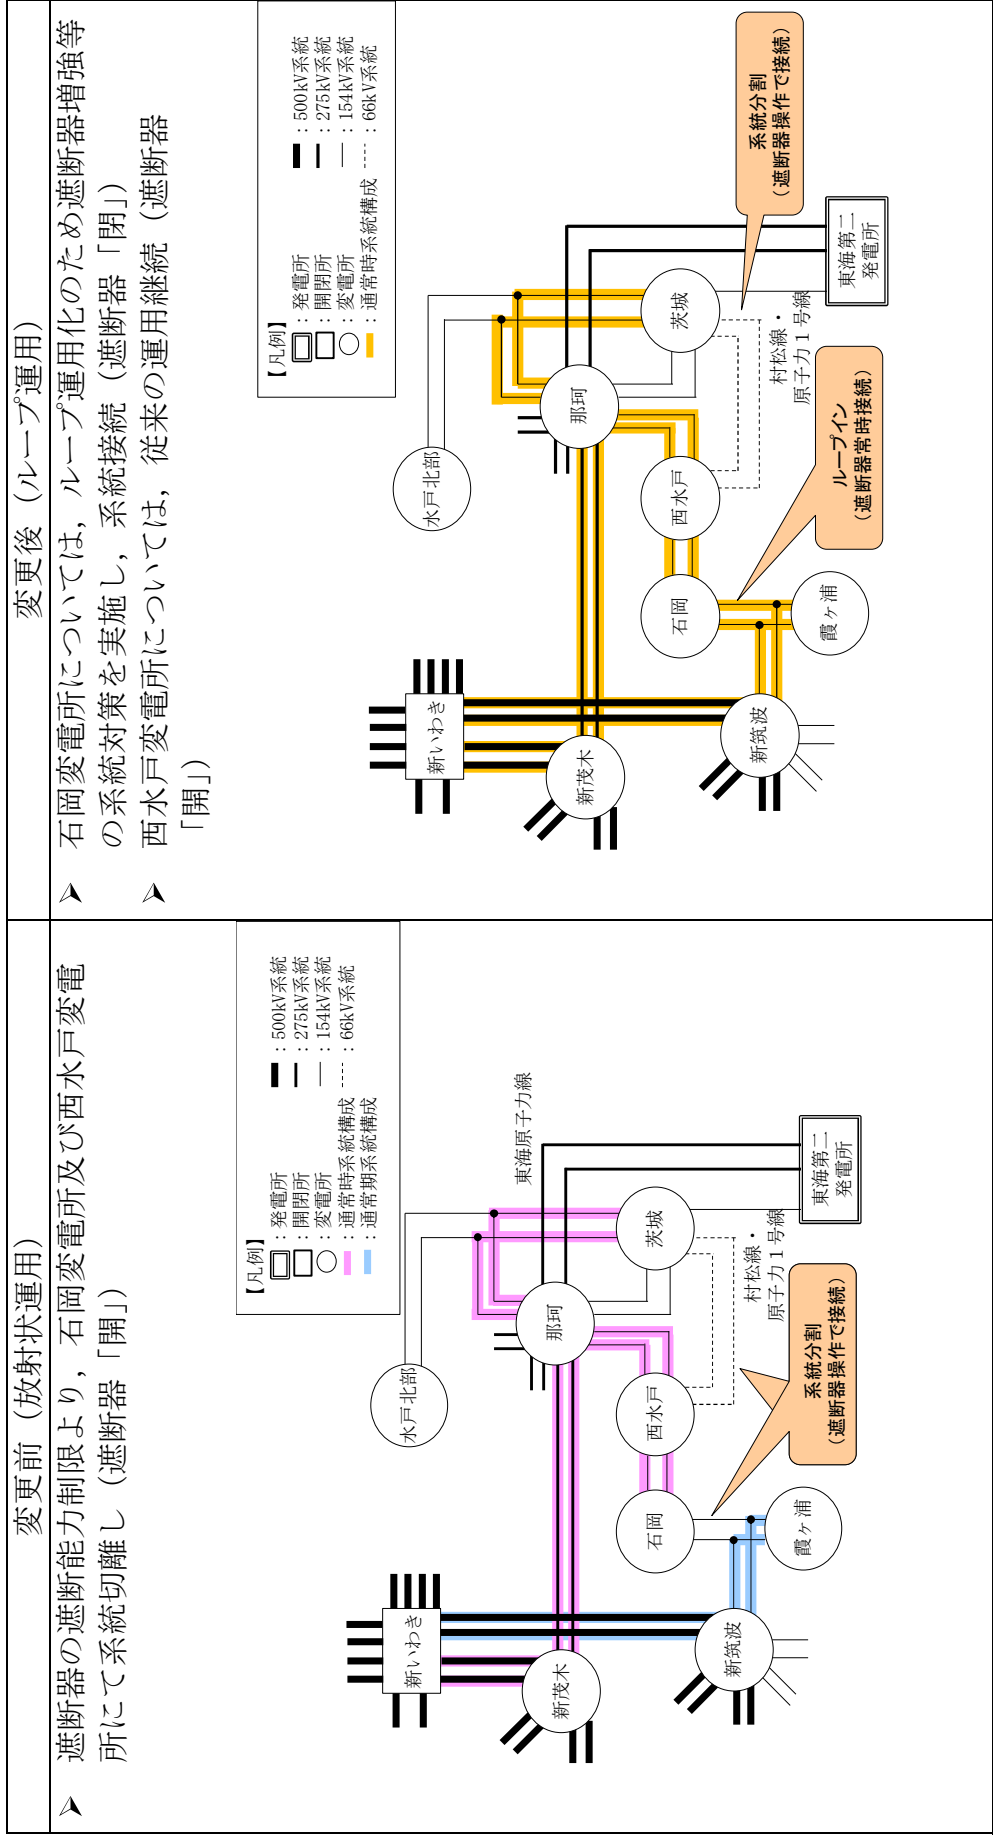 変更前（放射状運用）
➢ 遮断器の遮断能力制限より，石岡変電所及び西水戸変電
所にて系統切離し（遮断器「開」）
【凡例】
：発電所
：開閉所
：変電所
：通常時系統構成
：通常期系統構成
：500kV系統
：275kV系統
：154kV系統
：66kV系統
新いわき
新茂木
新筑波
水戸北部
那珂
西水戸
石岡
霞ヶ浦
茨城
東海原子力線
東海第二
発電所
村松線・
原子力１号線
系統分割
（遮断器操作で接続）
変更後（ループ運用）
➢ 石岡変電所については，ループ運用化のため遮断器増強等
の系統対策を実施し，系統接続（遮断器「閉」）
➢ 西水戸変電所については，従来の運用継続（遮断器
「開」）
【凡例】
：発電所
：開閉所
：変電所
：通常時系統構成
：500kV系統
：275kV系統
：154kV系統
：66kV系統
新いわき
新茂木
新筑波
水戸北部
那珂
西水戸
石岡
霞ヶ浦
茨城
東海第二
発電所
村松線・
原子力１号線
系統分割
（遮断器操作で接続）
ループイン
（遮断器常時接続）